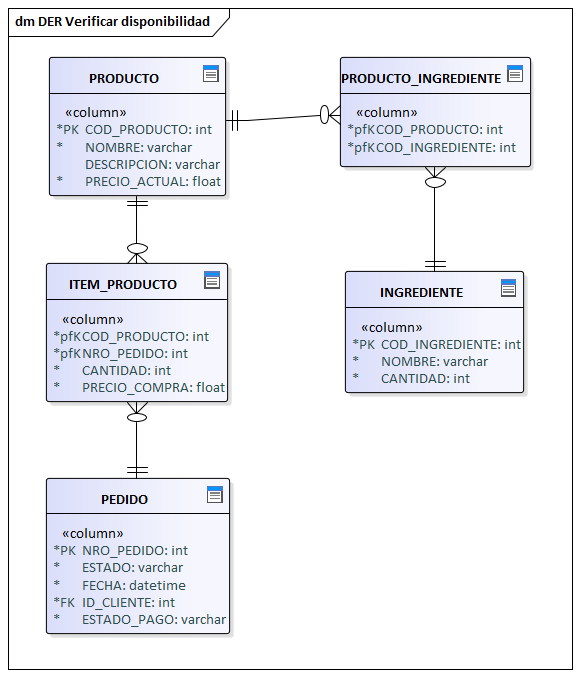 dm DER Verificar disponibilidad
PRODUCTO
«column»
*PK COD_PRODUCTO: int
* NOMBRE: varchar
DESCRIPCION: varchar
* PRECIO_ACTUAL: float
PRODUCTO_INGREDIENTE
«column»
*pfK COD_PRODUCTO: int
*pfK COD_INGREDIENTE: int
ITEM_PRODUCTO
«column»
*pfK COD_PRODUCTO: int
*pfK NRO_PEDIDO: int
* CANTIDAD: int
* PRECIO_COMPRA: float
INGREDIENTE
«column»
*PK COD_INGREDIENTE: int
* NOMBRE: varchar
* CANTIDAD: int
PEDIDO
«column»
*PK NRO_PEDIDO: int
* ESTADO: varchar
* FECHA: datetime
*FK ID_CLIENTE: int
* ESTADO_PAGO: varchar